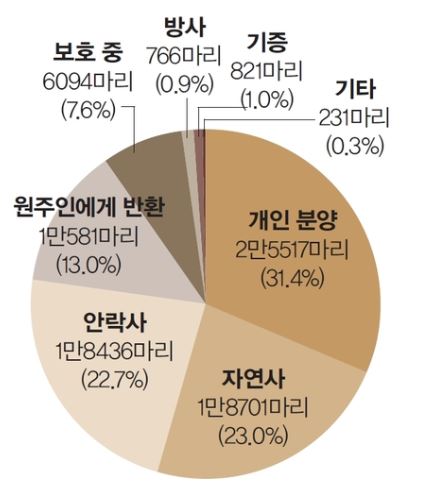 방사
766마리
(0.9%)
기증
821마리
(1.0%)
보호 중
6094마리
(7.6%)
기타
231마리
(0.3%)
원주인에게 반환
1만581마리
(13.0%)
개인 분양
2만5517마리
(31.4%)
안락사
1만8436마리
(22.7%)
자연사
1만8701마리
(23.0%)